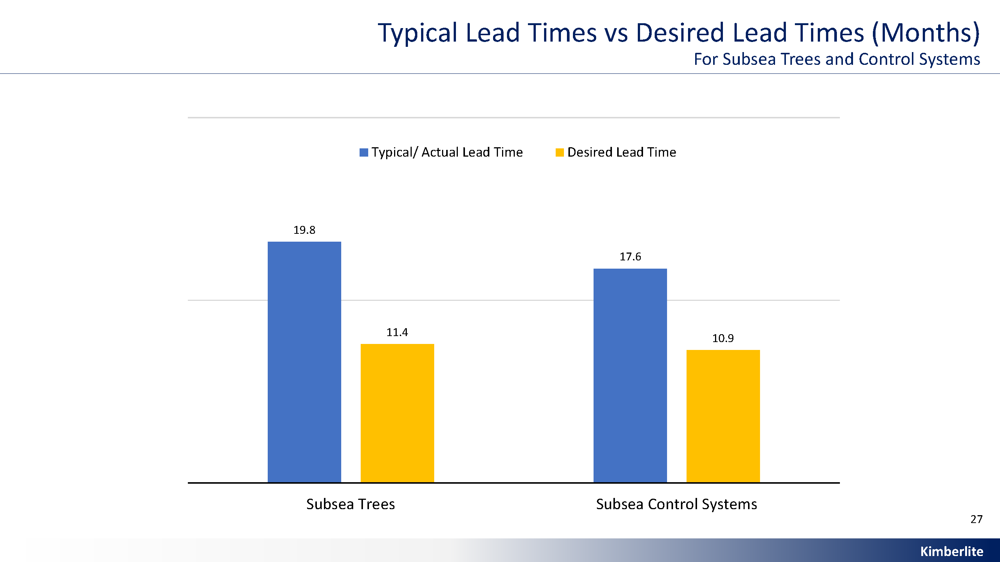 Typical Lead Times vs Desired Lead Times (Months)
For Subsea Trees and Control Systems
Typical/ Actual Lead Time
Desired Lead Time
19.8
17.6
11.4
10.9
Subsea Trees
Subsea Control Systems
27
Kimberlite